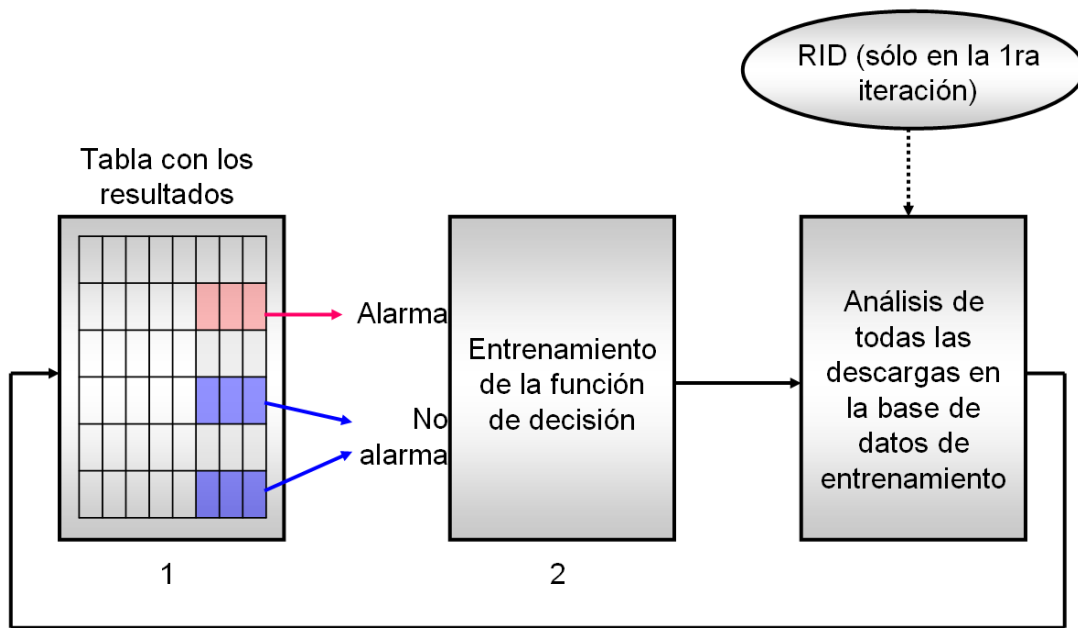 RID (sólo en la 1ra
iteración)
Tabla con los
resultados
Alarma
No
alarma
Entrenamiento
de la función
de decisión
Análisis de
todas las
descargas en
la base de
datos de
entrenamiento
1
2